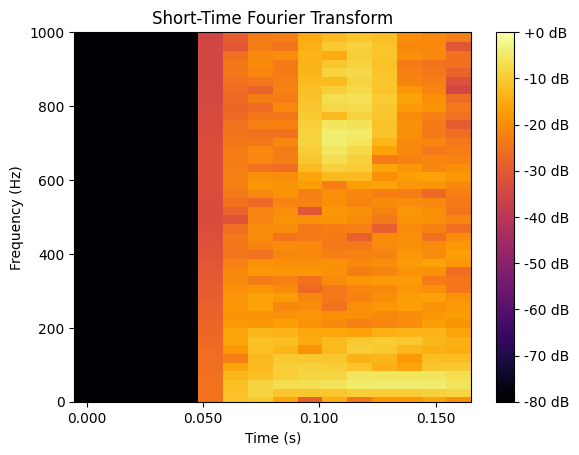 Short-Time Fourier Transform
1000
800
600
400
200
0
Frequency (Hz)
0.000
0.050
0.100
0.150
Time (s)
+0 dB
-10 dB
-20 dB
-30 dB
-40 dB
-50 dB
-60 dB
-70 dB
-80 dB